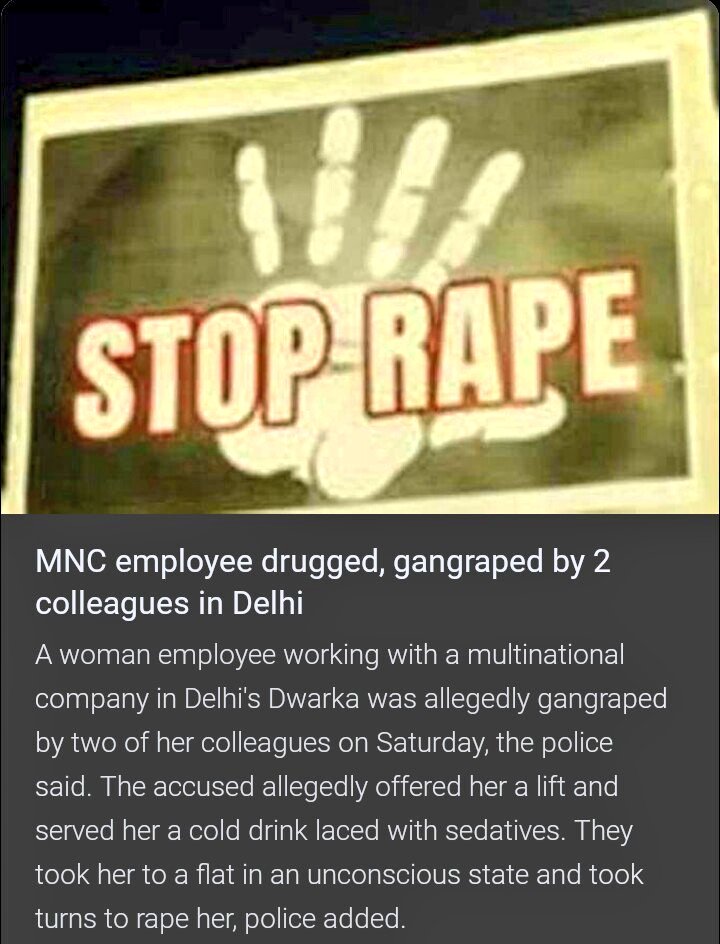 STOP RAPE
MNC employee drugged, gangraped by 2
colleagues in Delhi
A woman employee working with a multinational
company in Delhi's Dwarka was allegedly gangraped
by two of her colleagues on Saturday, the police
said. The accused allegedly offered her a lift and
served her a cold drink laced with sedatives. They
took her to a flat in an unconscious state and took
turns to rape her, police added.